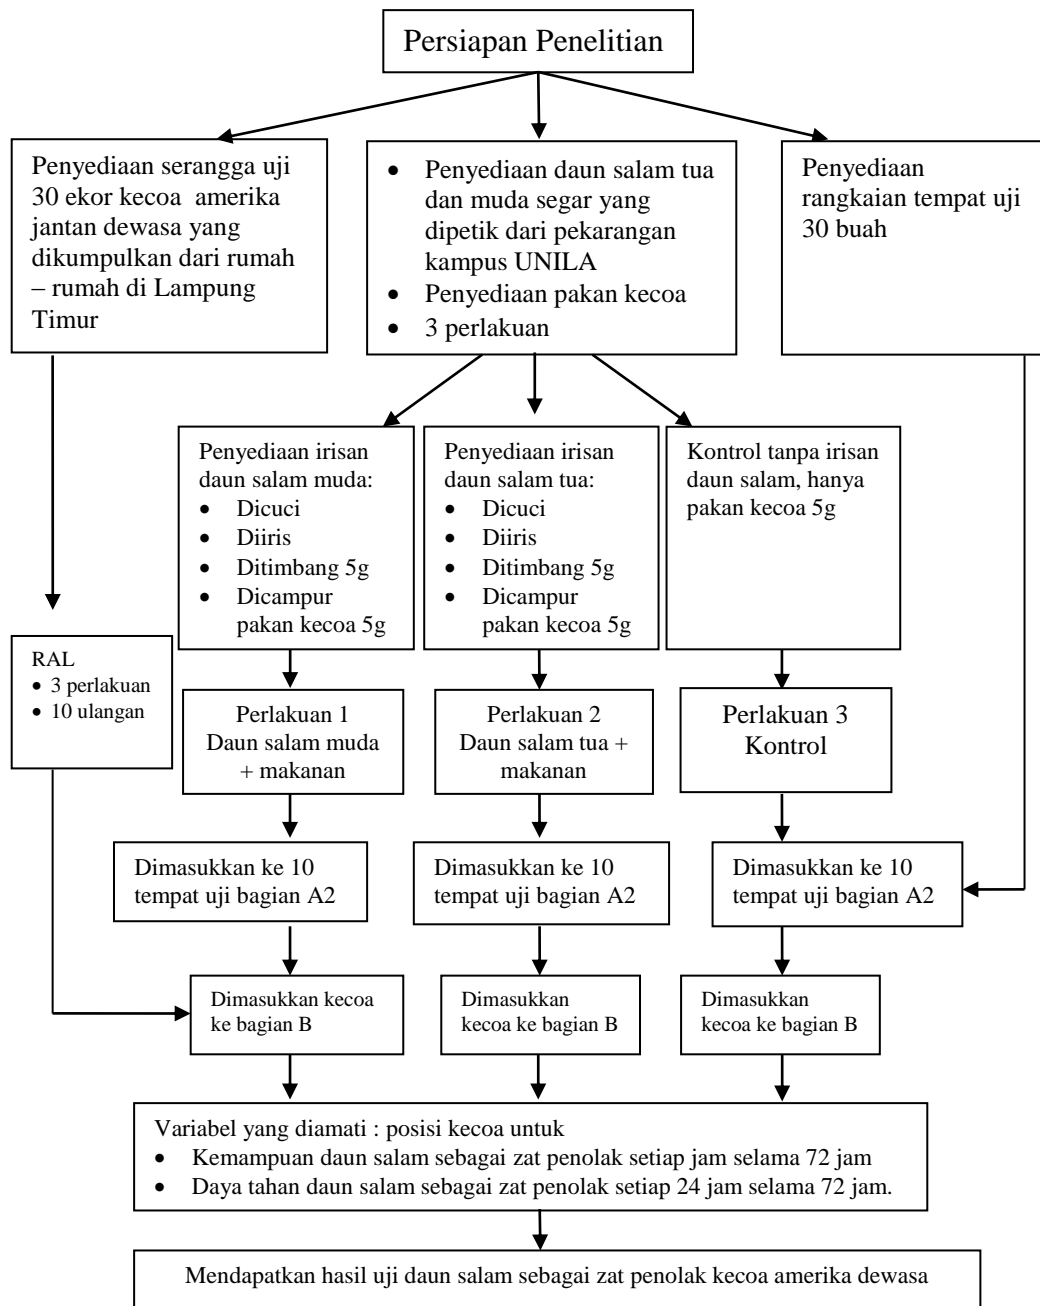 Persiapan Penelitian
Penyediaan serangga uji
30 ekor kecoa  amerika
jantan dewasa yang
dikumpulkan dari rumah
– rumah di Lampung
Timur
• Penyediaan daun salam tua
dan muda segar yang
dipetik dari pekarangan
kampus UNILA
• Penyediaan pakan kecoa
• 3 perlakuan
Penyediaan
rangkaian tempat uji
30 buah
Penyediaan irisan
daun salam muda:
• Dicuci
• Diiris
• Ditimbang 5g
• Dicampur
pakan kecoa 5g
Penyediaan irisan
daun salam tua:
• Dicuci
• Diiris
• Ditimbang 5g
• Dicampur
pakan kecoa 5g
Kontrol tanpa irisan
daun salam, hanya
pakan kecoa 5g
RAL
• 3 perlakuan
• 10 ulangan
Perlakuan 1
Daun salam muda
+ makanan
Perlakuan 2
Daun salam tua +
makanan
Perlakuan 3
Kontrol
Dimasukkan ke 10
tempat uji bagian A2
Dimasukkan ke 10
tempat uji bagian A2
Dimasukkan ke 10
tempat uji bagian A2
Dimasukkan kecoa
ke bagian B
Dimasukkan
kecoa ke bagian B
Dimasukkan
kecoa ke bagian B
Variabel yang diamati : posisi kecoa untuk
• Kemampuan daun salam sebagai zat penolak setiap jam selama 72 jam
• Daya tahan daun salam sebagai zat penolak setiap 24 jam selama 72 jam.
Mendapatkan hasil uji daun salam sebagai zat penolak kecoa amerika dewasa